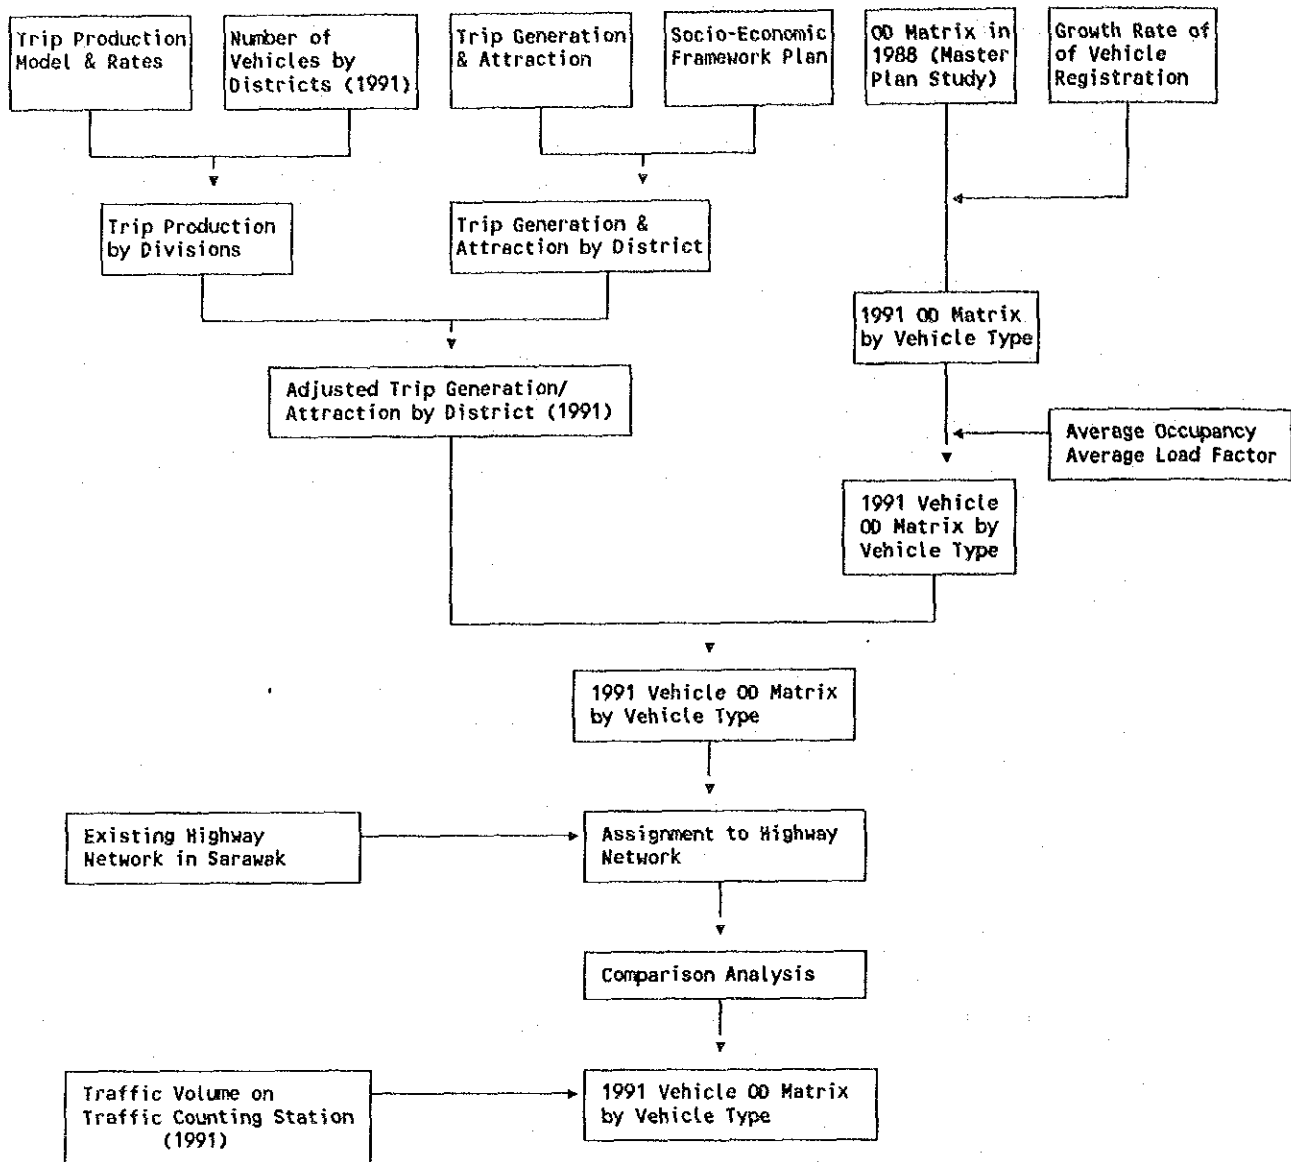 Trip Production
Model & Rates
Number of
Vehicles by
Districts (1991)
Trip Generation
& Attraction
Socio-Economic
Framework Plan
OD Matrix in
1988 (Master
Plan Study)
Growth Rate of
of Vehicle
Registration
Trip Production
by Divisions
Trip Generation &
Attraction by District
1991 OD Matrix
by Vehicle Type
Adjusted Trip Generation/
Attraction by District (1991)
Average Occupancy
Average Load Factor
1991 Vehicle
OD Matrix by
Vehicle Type
1991 Vehicle OD Matrix
by Vehicle Type
Existing Highway
Network in Sarawak
Assignment to Highway
Network
Comparison Analysis
Traffic Volume on
Traffic Counting Station
(1991)
1991 Vehicle OD Matrix
by Vehicle Type